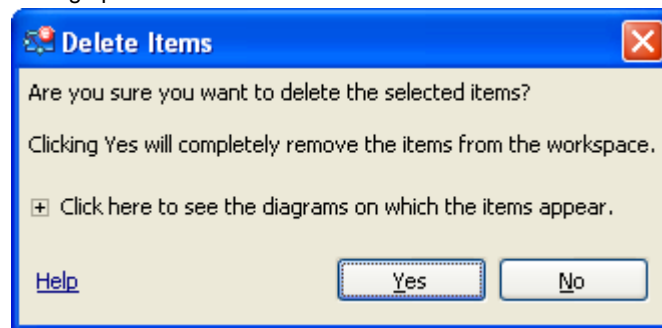 Delete Items
Are you sure you want to delete the selected items?
Clicking Yes will completely remove the items from the workspace.
Click here to see the diagrams on which the items appear.
Help Yes No